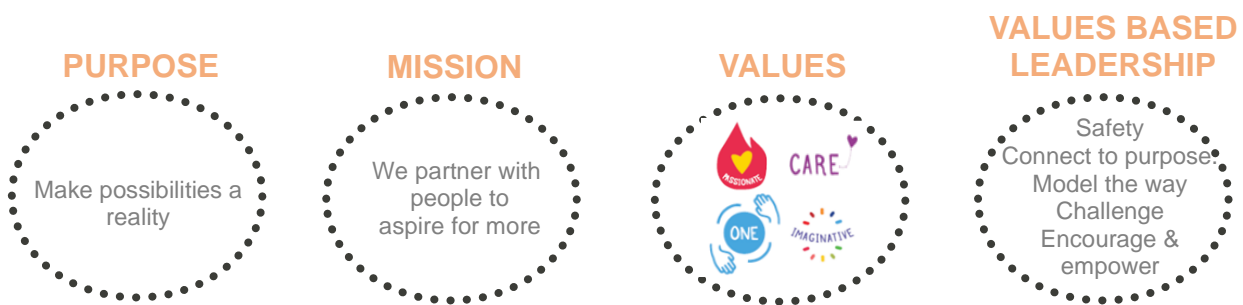 PURPOSE
Make possibilities a
reality
MISSION
We partner with
people to
aspire for more
VALUES
PASSIONATE
CARE
ONE
IMAGINATIVE
VALUES BASED
LEADERSHIP
Safety
Connect to purpose.
Model the way
Challenge
Encourage &
empower